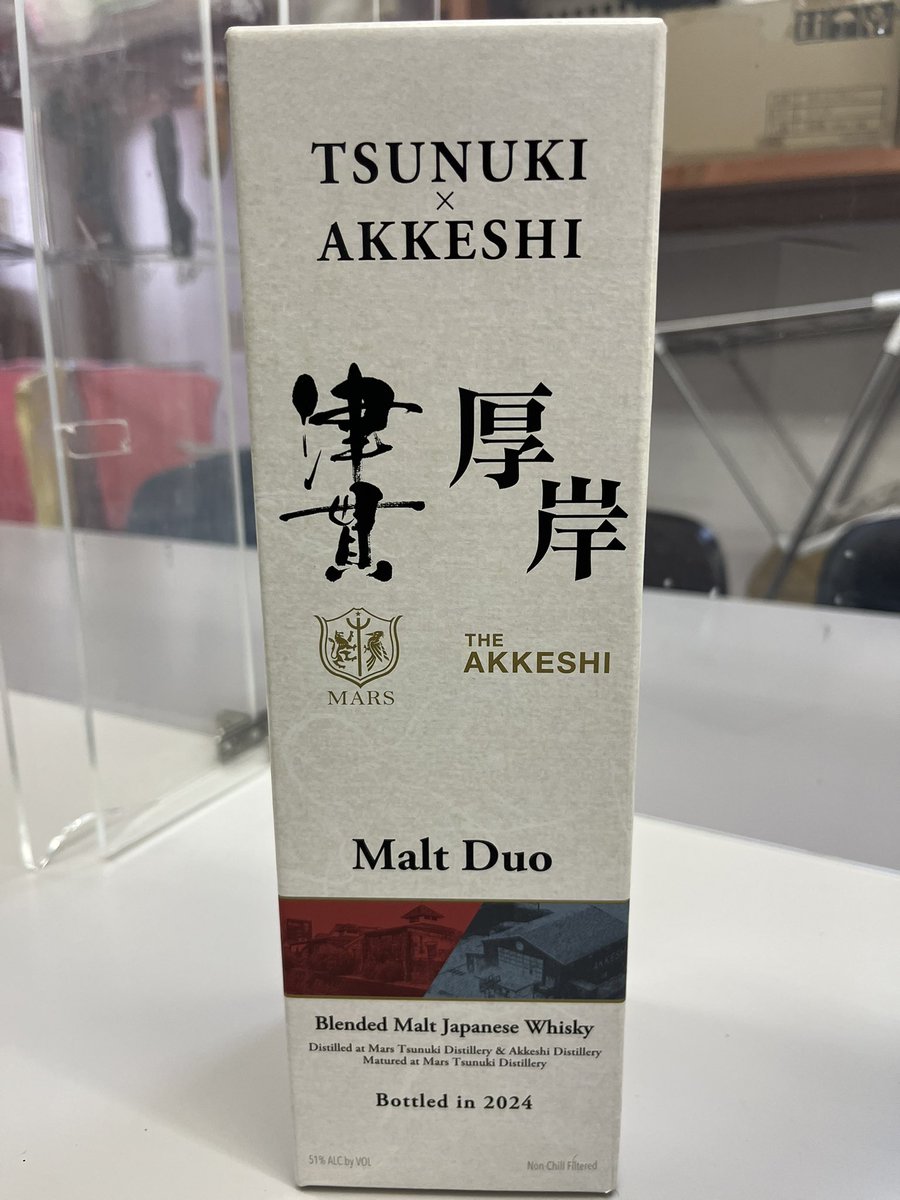 TSUNUKI
×
AKKESHI
津貫
厚岸
MARS
THE
AKKESHI
Malt Duo
AKKESHI
Blended Malt Japanese Whisky
Distilled at Mars Tsunuki Distillery & Akkeshi Distillery
Matured at Mars Tsunuki Distillery
Bottled in 2024
51% ALC.by VOL
Non Chill Filtered